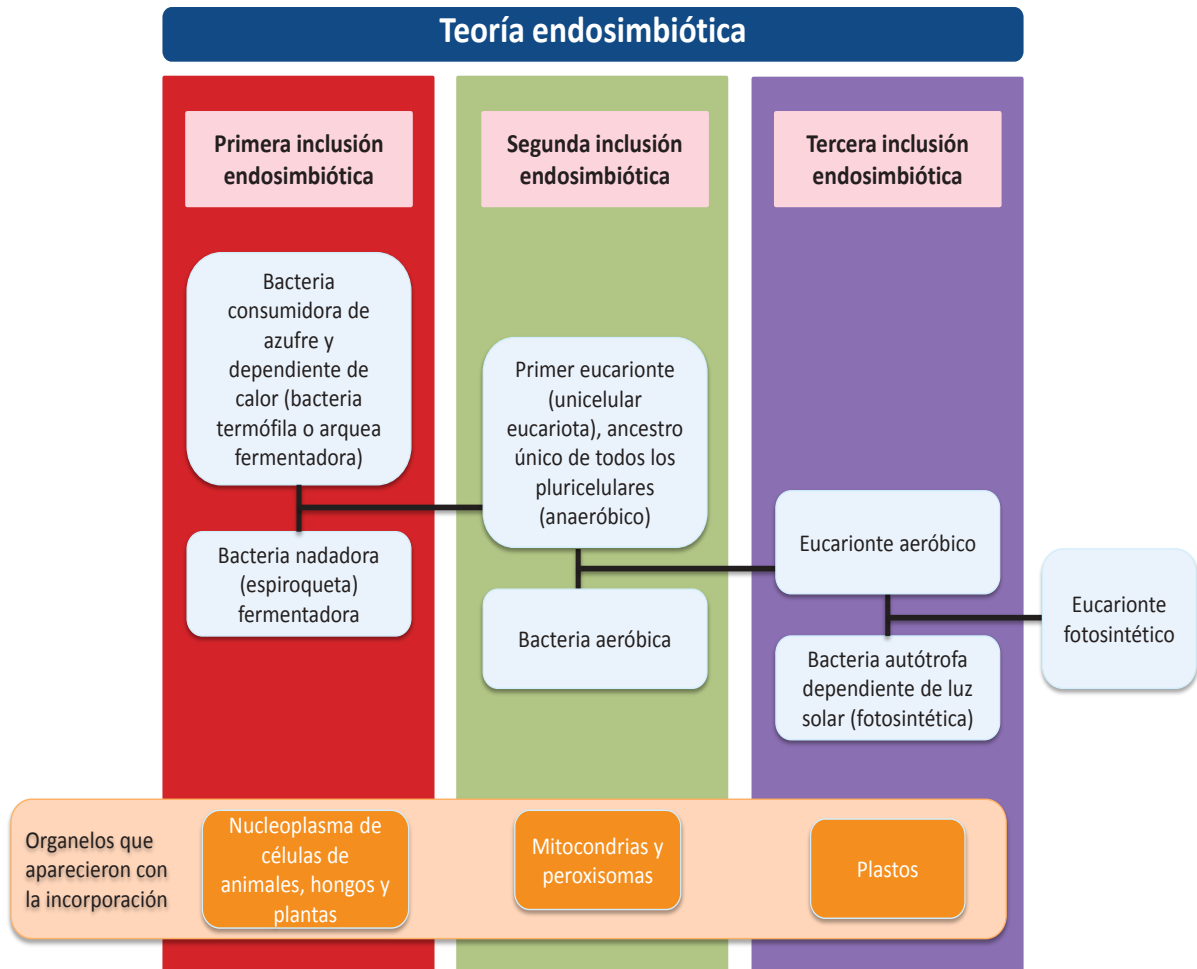 Teoría endosimbiótica
Primera inclusión
endosimbiótica
Bacteria
consumidora de
azufre y
dependiente de
calor (bacteria
termófila o arquea
fermentadora)
Bacteria nadadora
(espiroqueta)
fermentadora
Segunda inclusión
endosimbiótica
Primer eucarionte
(unicelular
eucariota), ancestro
único de todos los
pluricelulares
(anaeróbico)
Bacteria aeróbica
Tercera inclusión
endosimbiótica
Eucarionte aeróbico
Bacteria autótrofa
dependiente de luz
solar (fotosintética)
Eucarionte
fotosintético
Organelos que
aparecieron con
la incorporación
Nucleoplasma de
células de
animales, hongos y
plantas
Mitocondrias y
peroxisomas
Plastos